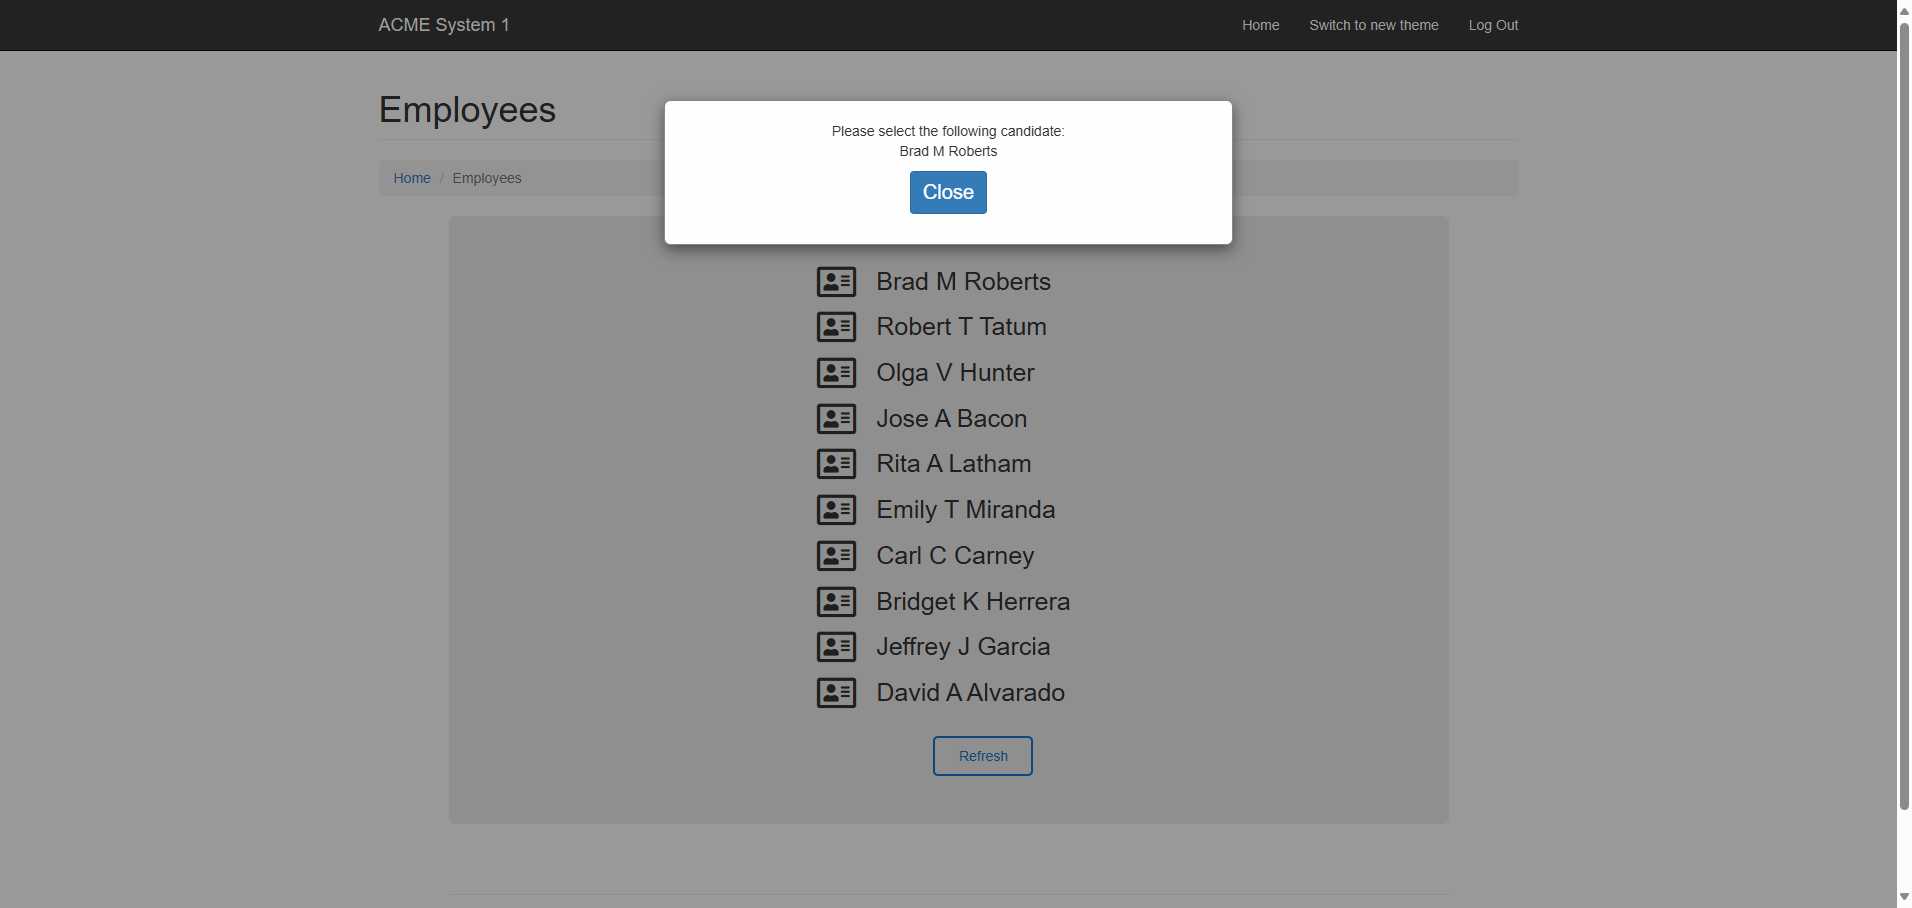 ACME System 1
Home
Switch to new theme
Log Out
Employees
Please select the following candidate:
Brad M Roberts
Close
Home / Employees
Brad M Roberts
Robert T Tatum
Olga V Hunter
Jose A Bacon
Rita A Latham
Emily T Miranda
Carl C Carney
Bridget K Herrera
Jeffrey J Garcia
David A Alvarado
Refresh